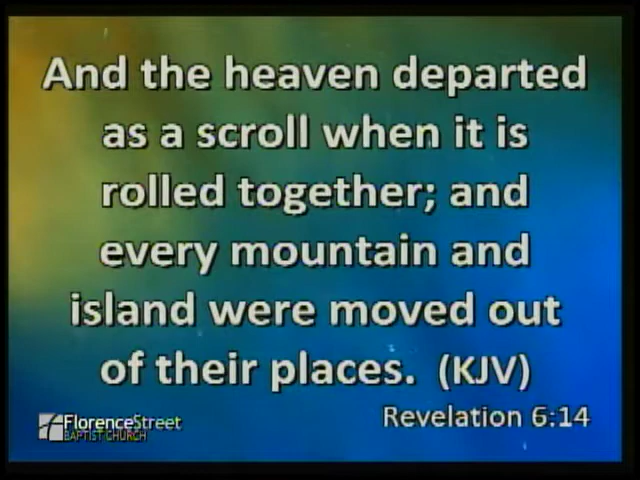 And the heaven departed
as a scroll when it is
rolled together; and
every mountain and
island were moved out
of their places. (KJV)
Revelation 6:14
FlorenceStreet
BAPTIST CHURCH